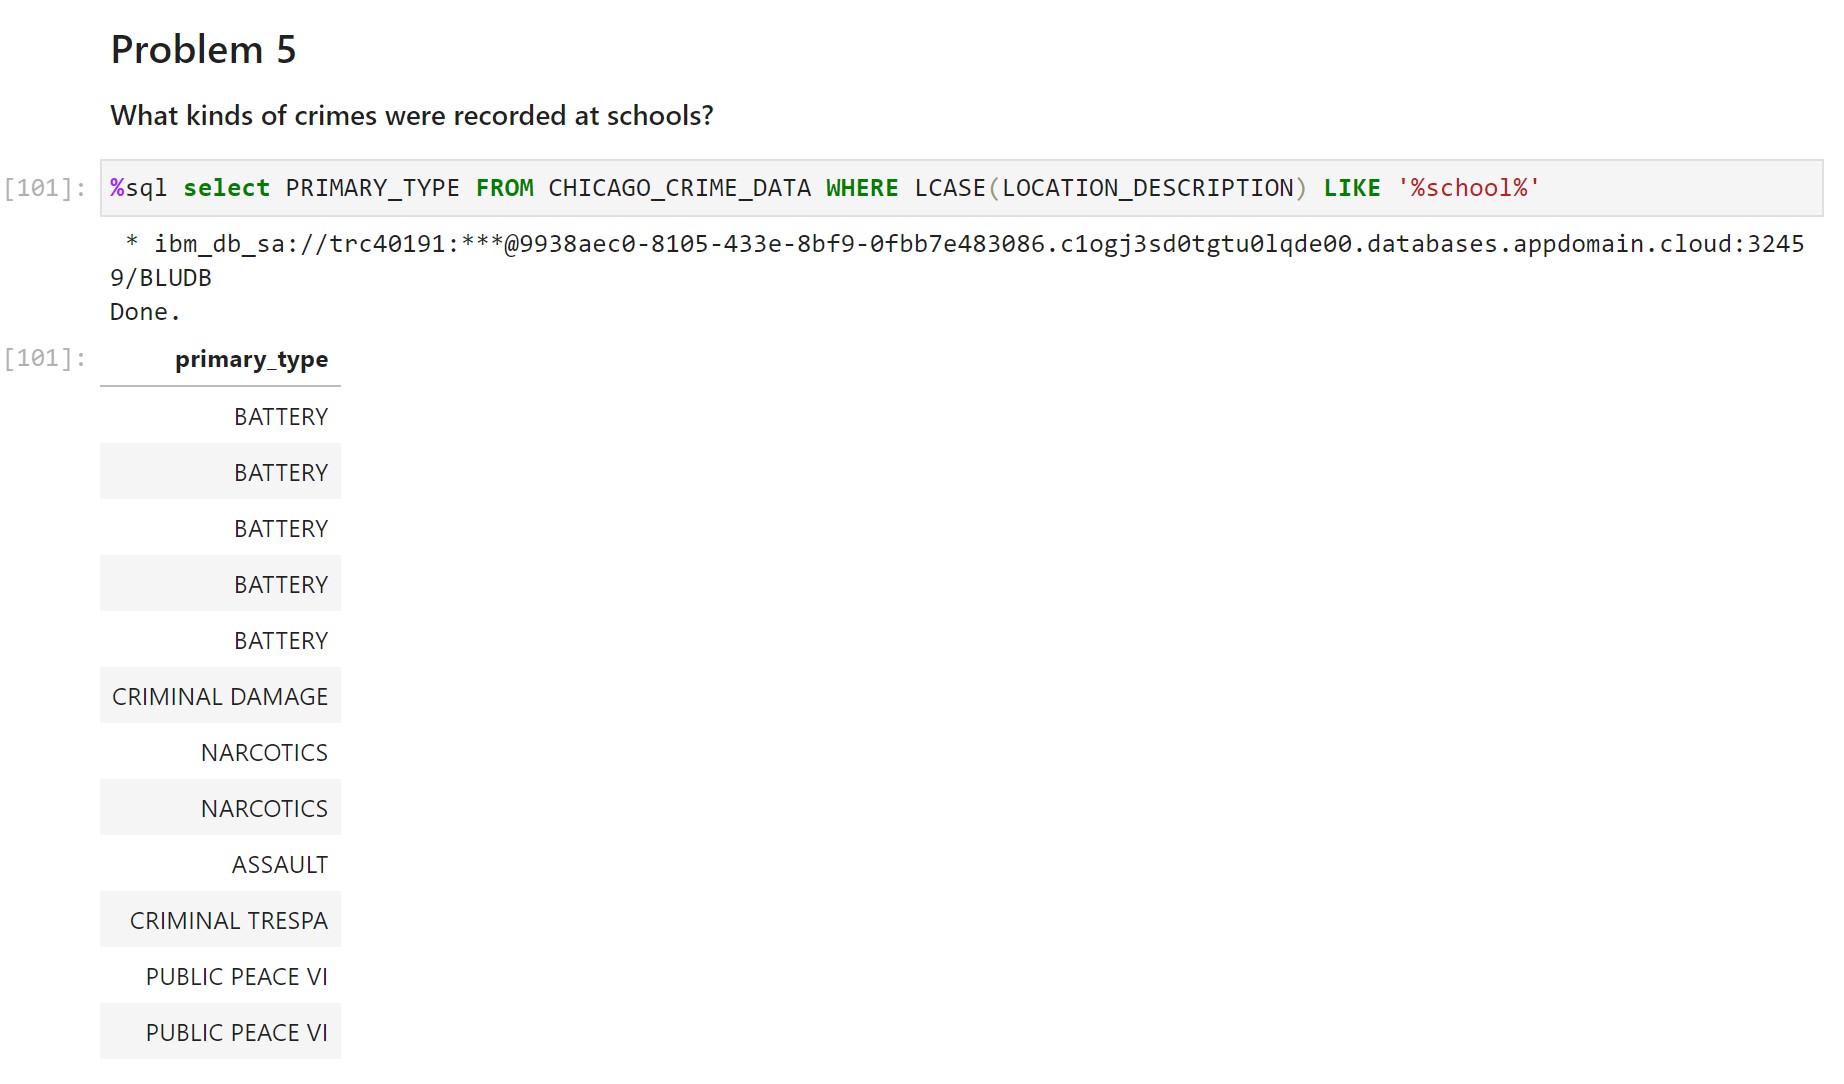 Problem 5
What kinds of crimes were recorded at schools?
[101]: %sql select PRIMARY_TYPE FROM CHICAGO_CRIME_DATA WHERE LCASE(LOCATION_DESCRIPTION) LIKE '%school%'
* ibm_db_sa://trc40191:***@9938aec0-8105-433e-8bf9-0fbb7e483086.c1ogj3sd0tgtu0lqde00.databases.appdomain.cloud:3245
9/BLUDB
Done.
[101]: primary_type
BATTERY
BATTERY
BATTERY
BATTERY
BATTERY
CRIMINAL DAMAGE
NARCOTICS
NARCOTICS
ASSAULT
CRIMINAL TRESPA
PUBLIC PEACE VI
PUBLIC PEACE VI